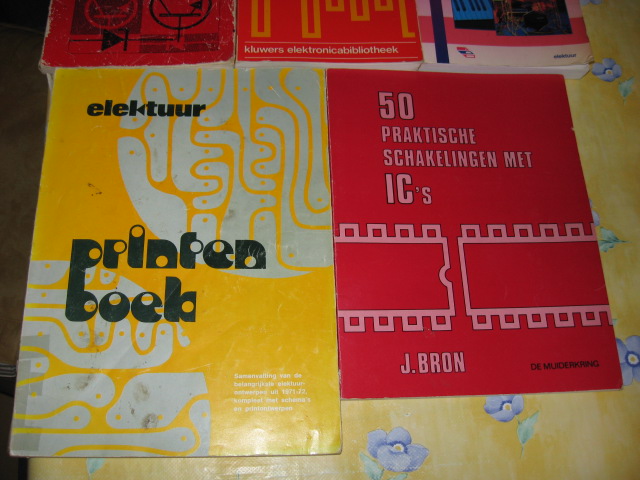 kluwers elektronicabibliotheek
elektuur
elektuur
printen
boek
Samenvatting van de
belangrijkste elektuur-
ontwerpen uit 1971-72,
kompleet met schema's
en printontwerpen
50
PRAKTISCHE
SCHAKELINGEN MET
IC's
J. BRON
DE MUIDERKRING